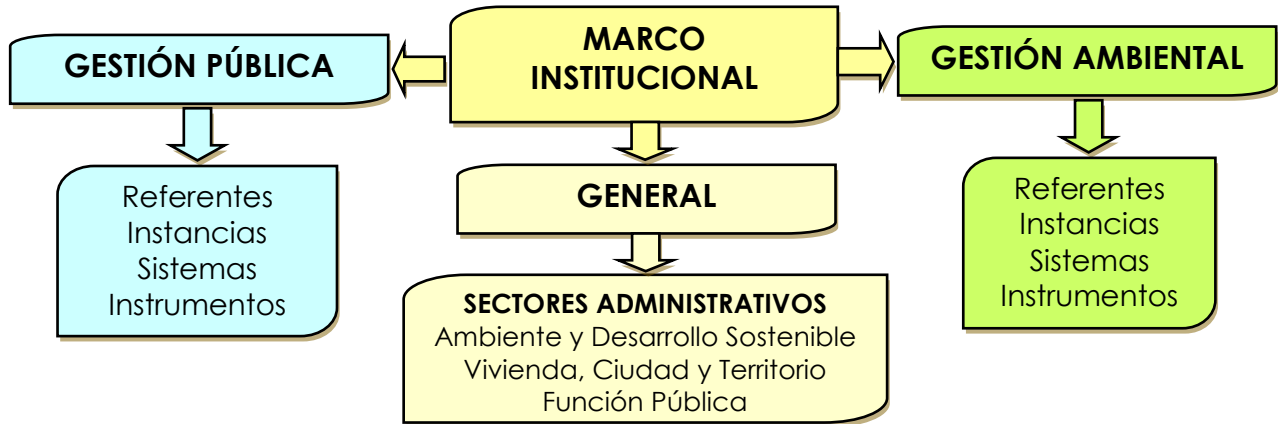 GESTIÓN PÚBLICA
Referentes
Instancias
Sistemas
Instrumentos
MARCO
INSTITUCIONAL
GENERAL
SECTORES ADMINISTRATIVOS
Ambiente y Desarrollo Sostenible
Vivienda, Ciudad y Territorio
Función Pública
GESTIÓN AMBIENTAL
Referentes
Instancias
Sistemas
Instrumentos